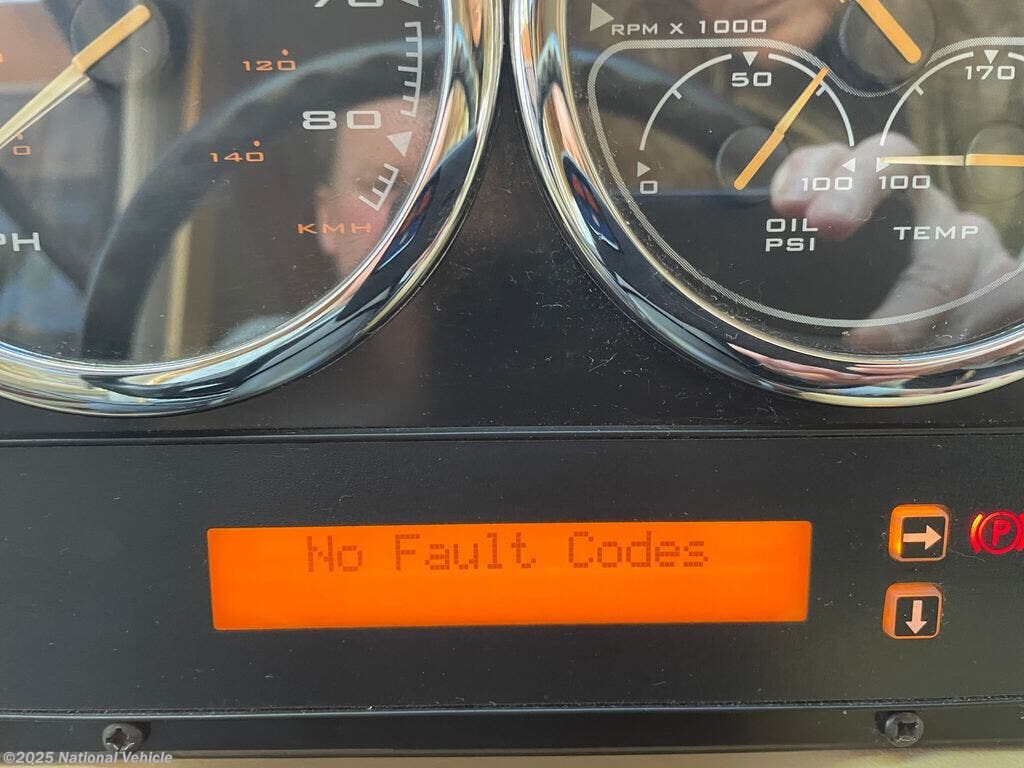 70
120
80
140
KMH
RPM X 1000
50
0
100
OIL
PSI
170
100
TEMP
No Fault Codes
P
©2025 National Vehicle